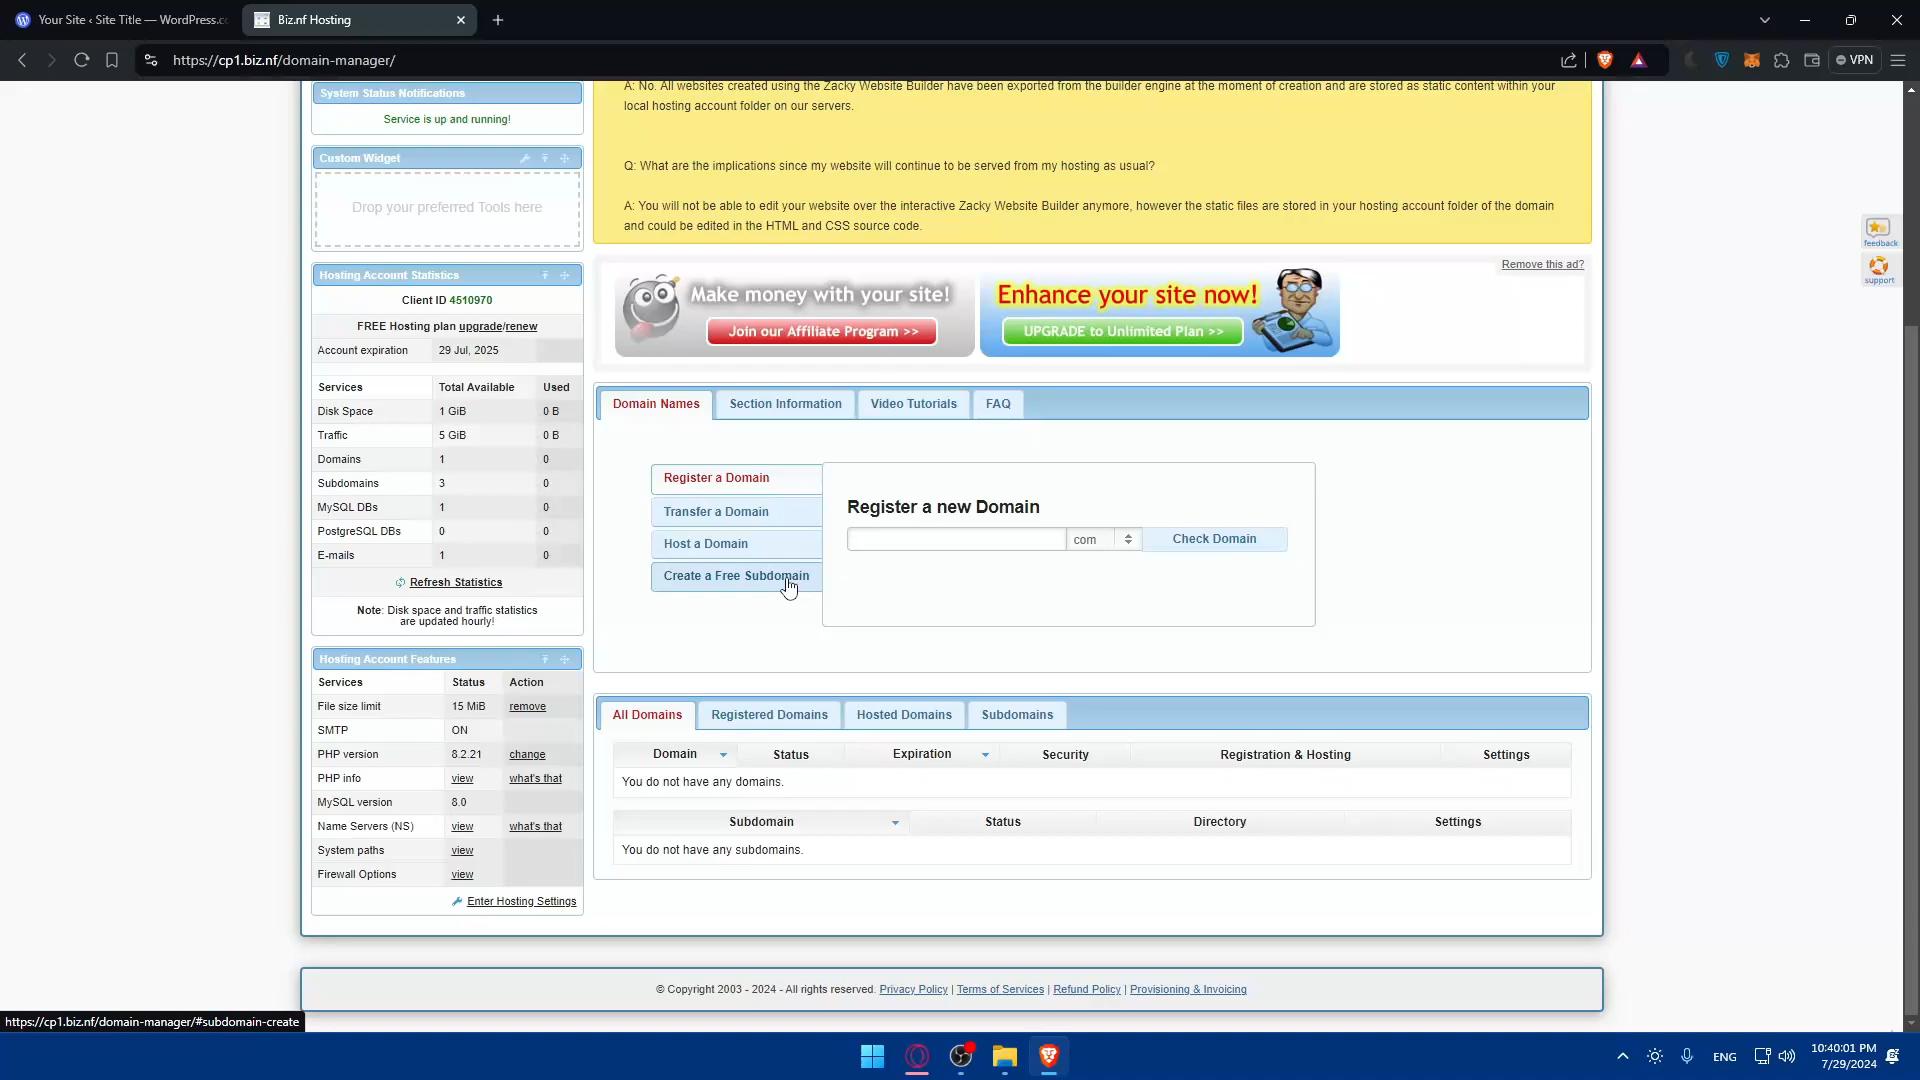 Your Site ‹ Site Title — WordPress.c
Biz.nf Hosting
https://cp1.biz.nf/domain-manager/
VPN
System Status Notifications
Service is up and running!
Custom Widget
Drop your preferred Tools here
Hosting Account Statistics
Client ID 4510970
FREE Hosting plan upgrade/renew
Account expiration 29 Jul, 2025
Services Total Available Used
Disk Space 1 GiB 0 B
Traffic 5 GiB 0 B
Domains 1 0
Subdomains 3 0
MySQL DBs 1 0
PostgreSQL DBs 0 0
E-mails 1 0
Refresh Statistics
Note: Disk space and traffic statistics
are updated hourly!
Hosting Account Features
Services Status Action
File size limit 15 MiB remove
SMTP ON
PHP version 8.2.21 change
PHP info view what's that
MySQL version 8.0
Name Servers (NS) view what's that
System paths view
Firewall Options view
Enter Hosting Settings
A: No. All websites created using the Zacky Website Builder have been exported from the builder engine at the moment of creation and are stored as static content within your
local hosting account folder on our servers.
Q: What are the implications since my website will continue to be served from my hosting as usual?
A: You will not be able to edit your website over the interactive Zacky Website Builder anymore, however the static files are stored in your hosting account folder of the domain
and could be edited in the HTML and CSS source code.
Remove this ad?
Make money with your site!
Join our Affiliate Program >>
Enhance your site now!
UPGRADE to Unlimited Plan >>
feedback
support
Domain Names Section Information Video Tutorials FAQ
Register a Domain
Transfer a Domain
Host a Domain
Create a Free Subdomain
Register a new Domain
com Check Domain
All Domains Registered Domains Hosted Domains Subdomains
Domain Status Expiration Security Registration & Hosting Settings
You do not have any domains.
Subdomain Status Directory Settings
You do not have any subdomains.
© Copyright 2003 - 2024 - All rights reserved. Privacy Policy | Terms of Services | Refund Policy | Provisioning & Invoicing
https://cp1.biz.nf/domain-manager/#subdomain-create
ENG
10:40:01 PM
7/29/2024